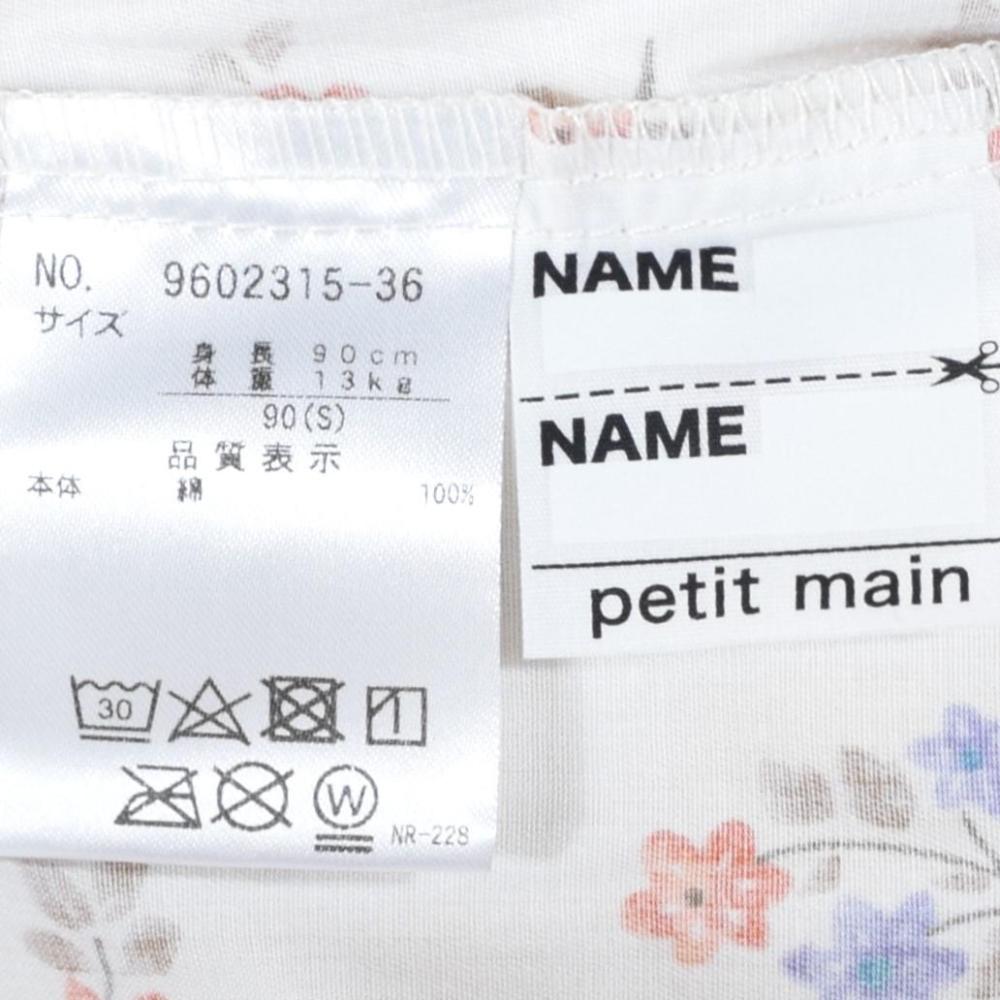 NO. 9602315-36
サイズ
身 長 90cm
体 重 13kg
90(S)
品質表示
本体 綿 100%
30
W
NR-228
NAME
NAME
petit main